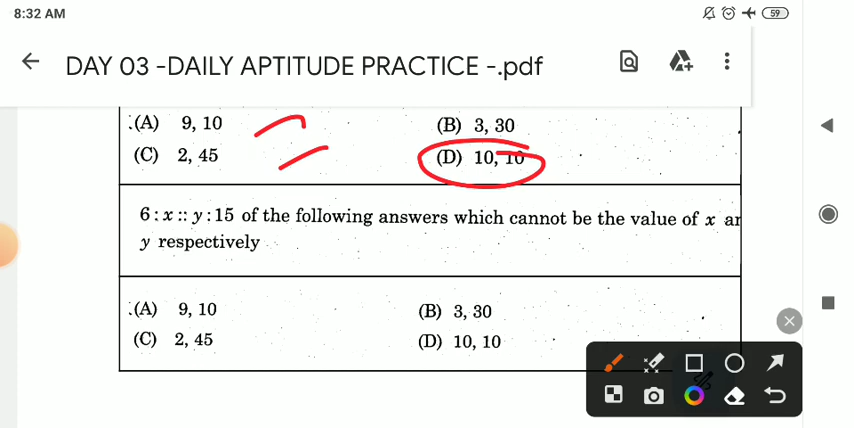 8:32 AM
59
DAY 03 -DAILY APTITUDE PRACTICE -.pdf
(A) 9, 10 (B) 3, 30
(C) 2, 45 (D) 10, 10
6 : x :: y : 15 of the following answers which cannot be the value of x an
y respectively
(A) 9, 10 (B) 3, 30
(C) 2, 45 (D) 10, 10